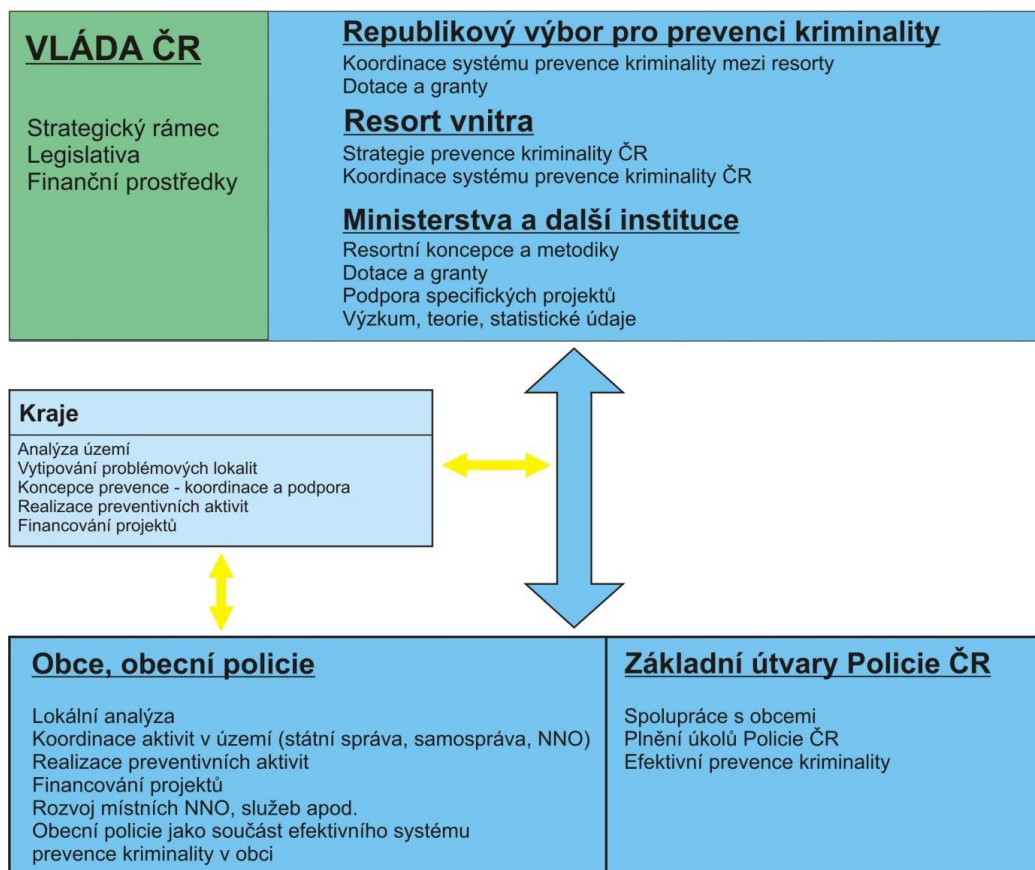 VLÁDA ČR
Strategický rámec
Legislativa
Finanční prostředky
Republikový výbor pro prevenci kriminality
Koordinace systému prevence kriminality mezi resorty
Dotace a granty
Resort vnitra
Strategie prevence kriminality ČR
Koordinace systému prevence kriminality ČR
Ministerstva a další instituce
Resortní koncepce a metodiky
Dotace a granty
Podpora specifických projektů
Výzkum, teorie, statistické údaje
Kraje
Analýza území
Vytipování problémových lokalit
Koncepce prevence - koordinace a podpora
Realizace preventivních aktivit
Financování projektů
Obce, obecní policie
Lokální analýza
Koordinace aktivit v území (státní správa, samospráva, NNO)
Realizace preventivních aktivit
Financování projektů
Rozvoj místních NNO, služeb apod.
Obecní policie jako součást efektivního systému
prevence kriminality v obci
Základní útvary Policie ČR
Spolupráce s obcemi
Plnění úkolů Policie ČR
Efektivní prevence kriminality